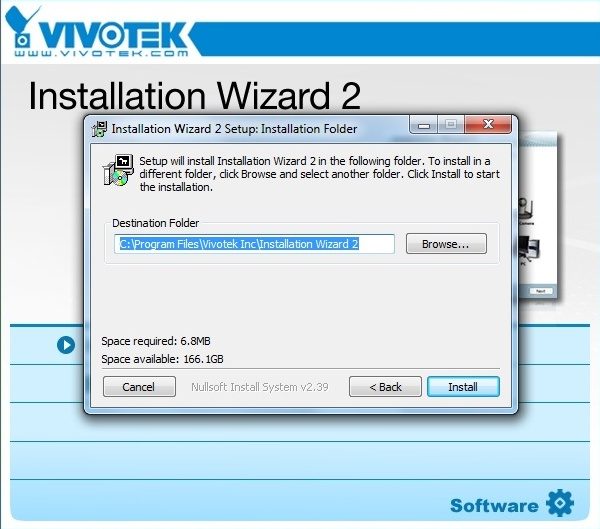 VIVOTEK
www.vivotek.com
Installation Wizard 2
Installation Wizard 2 Setup: Installation Folder
Setup will install Installation Wizard 2 in the following folder. To install in a
different folder, click Browse and select another folder. Click Install to start
the installation.
Destination Folder
C:\Program Files\Vivotek Inc\Installation Wizard 2
Browse...
Space required: 6.8MB
Space available: 166.1GB
Cancel
Nullsoft Install System v2.39
< Back
Install
PC
Next
Software